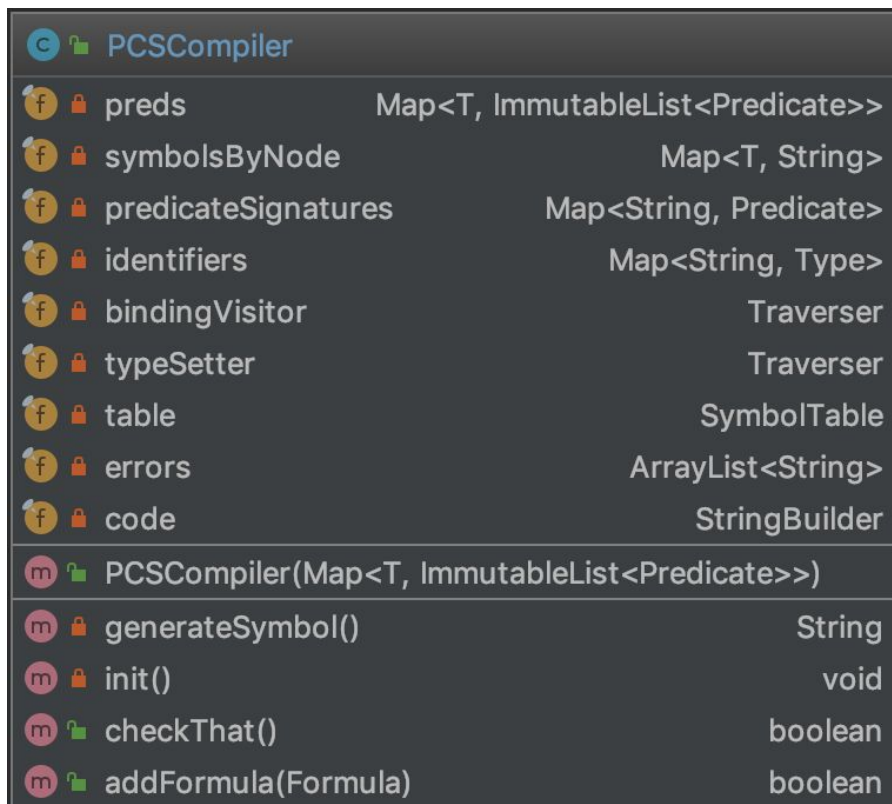 C PCSCompiler
f preds Map<T, ImmutableList<Predicate>>
f symbolsByNode Map<T, String>
f predicateSignatures Map<String, Predicate>
f identifiers Map<String, Type>
f bindingVisitor Traverser
f typeSetter Traverser
f table SymbolTable
f errors ArrayList<String>
f code StringBuilder
m PCSCompiler(Map<T, ImmutableList<Predicate>>)
m generateSymbol() String
m init() void
m checkThat() boolean
m addFormula(Formula) boolean